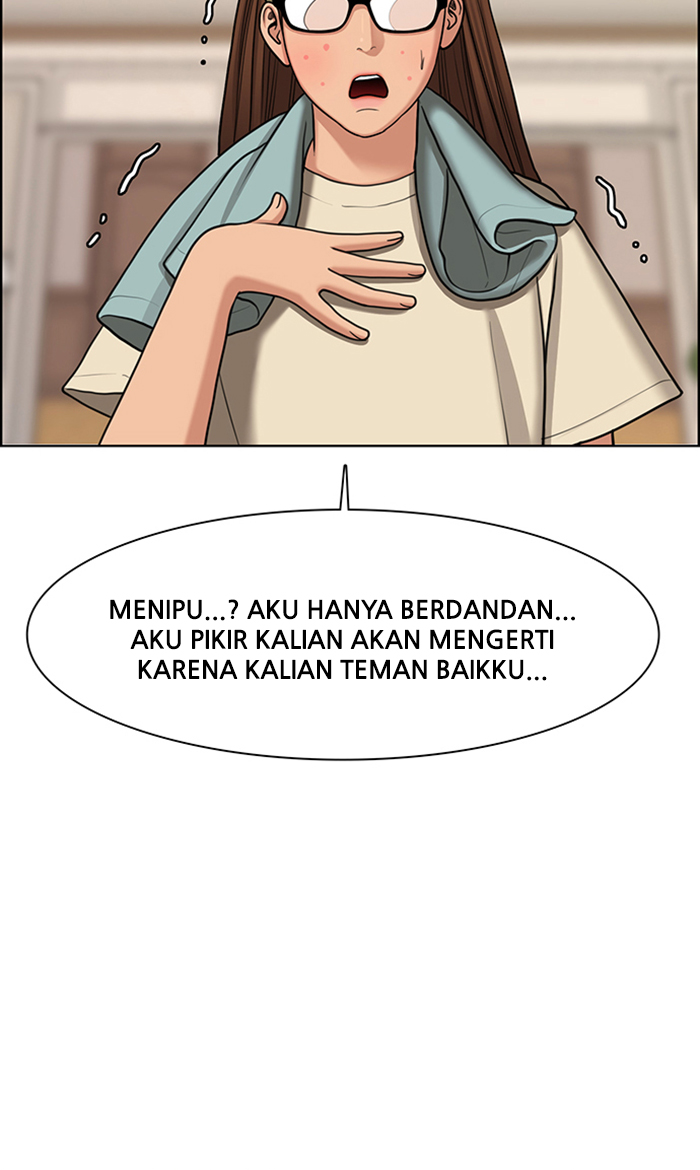 MENIPU...? AKU HANYA BERDANDAN...
AKU PIKIR KALIAN AKAN MENGERTI
KARENA KALIAN TEMAN BAIKKU...